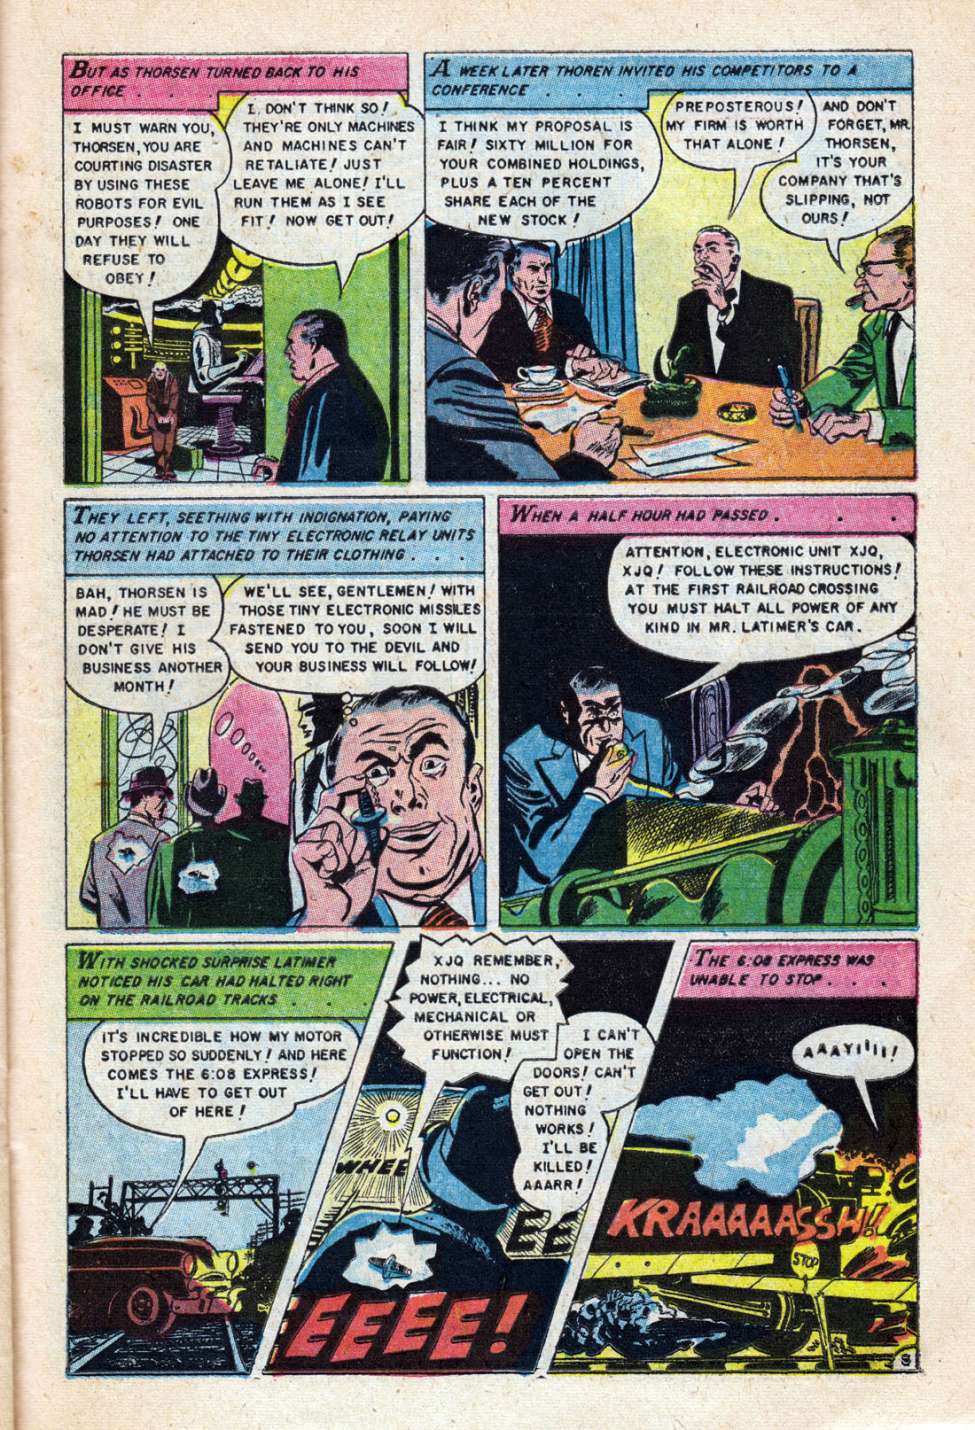 BUT AS THORSEN TURNED BACK TO HIS
OFFICE . . .
I MUST WARN YOU,
THORSEN, YOU ARE
COURTING DISASTER
BY USING THESE
ROBOTS FOR EVIL
PURPOSES! ONE
DAY THEY WILL
REFUSE TO
OBEY!
I DON'T THINK SO!
THEY'RE ONLY MACHINES
AND MACHINES CAN'T
RETALIATE! JUST
LEAVE ME ALONE! I'LL
RUN THEM AS I SEE
FIT! NOW GET OUT!
A WEEK LATER THOREN INVITED HIS COMPETITORS TO A
CONFERENCE . . . .
I THINK MY PROPOSAL IS
FAIR! SIXTY MILLION FOR
YOUR COMBINED HOLDINGS,
PLUS A TEN PERCENT
SHARE EACH OF THE
NEW STOCK!
PREPOSTEROUS!
MY FIRM IS WORTH
THAT ALONE!
AND DON'T
FORGET, MR.
THORSEN,
IT'S YOUR
COMPANY THAT'S
SLIPPING, NOT
OURS!
THEY LEFT, SEETHING WITH INDIGNATION, PAYING
NO ATTENTION TO THE TINY ELECTRONIC RELAY UNITS
THORSEN HAD ATTACHED TO THEIR CLOTHING . . . .
BAH, THORSEN IS
MAD! HE MUST BE
DESPERATE! I
DON'T GIVE HIS
BUSINESS ANOTHER
MONTH!
WE'LL SEE, GENTLEMEN! WITH
THOSE TINY ELECTRONIC MISSILES
FASTENED TO YOU, SOON I WILL
SEND YOU TO THE DEVIL AND
YOUR BUSINESS WILL FOLLOW!
WHEN A HALF HOUR HAD PASSED . . . .
ATTENTION, ELECTRONIC UNIT XJQ,
XJQ! FOLLOW THESE INSTRUCTIONS!
AT THE FIRST RAILROAD CROSSING
YOU MUST HALT ALL POWER OF ANY
KIND IN MR. LATIMER'S CAR.
WITH SHOCKED SURPRISE LATIMER
NOTICED HIS CAR HAD HALTED RIGHT
ON THE RAILROAD TRACKS . . . .
IT'S INCREDIBLE HOW MY MOTOR
STOPPED SO SUDDENLY! AND HERE
COMES THE 6:08 EXPRESS!
I'LL HAVE TO GET OUT
OF HERE!
XJQ REMEMBER,
NOTHING... NO
POWER, ELECTRICAL,
MECHANICAL OR
OTHERWISE MUST
FUNCTION!
I CAN'T
OPEN THE
DOORS! CAN'T
GET OUT!
NOTHING
WORKS!
I'LL BE
KILLED!
AAARR!
WHEE
EE
EEEEE!
THE 6:08 EXPRESS WAS
UNABLE TO STOP . . . .
AAAYIIII!
KRAAAAASSH!!
STOP
8